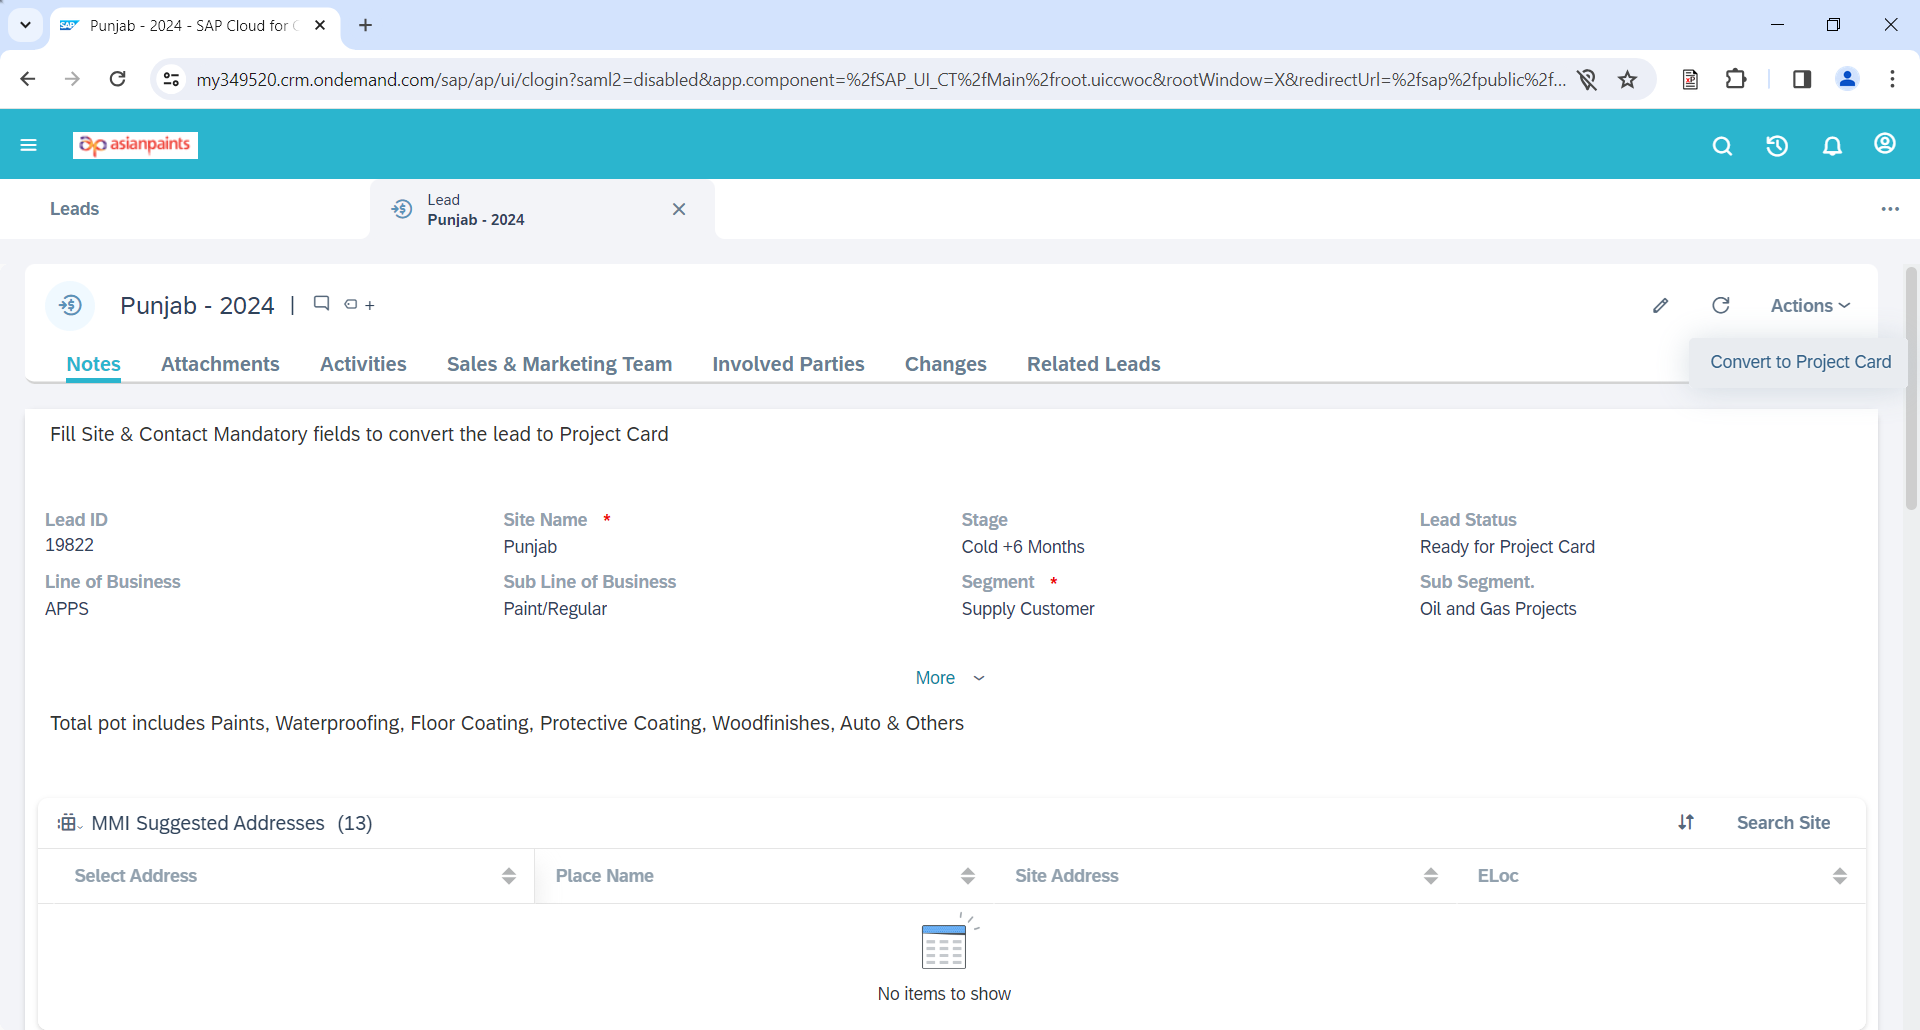 Punjab - 2024 - SAP Cloud for
my349520.crm.ondemand.com/sap/ap/ui/clogin?saml2=disabled&app.component=%2fSAP_UI_CT%2fMain%2froot.uiccwoc&rootWindow=X&redirectUrl=%2fsap%2fpublic%2f...
asianpaints
Leads
Lead
Punjab - 2024
Punjab - 2024 |
Actions
Notes Attachments Activities Sales & Marketing Team Involved Parties Changes Related Leads
Convert to Project Card
Fill Site & Contact Mandatory fields to convert the lead to Project Card
Lead ID Site Name * Stage Lead Status
19822 Punjab Cold +6 Months Ready for Project Card
Line of Business Sub Line of Business Segment * Sub Segment.
APPS Paint/Regular Supply Customer Oil and Gas Projects
More
Total pot includes Paints, Waterproofing, Floor Coating, Protective Coating, Woodfinishes, Auto & Others
MMI Suggested Addresses (13) Search Site
Select Address Place Name Site Address ELoc
No items to show